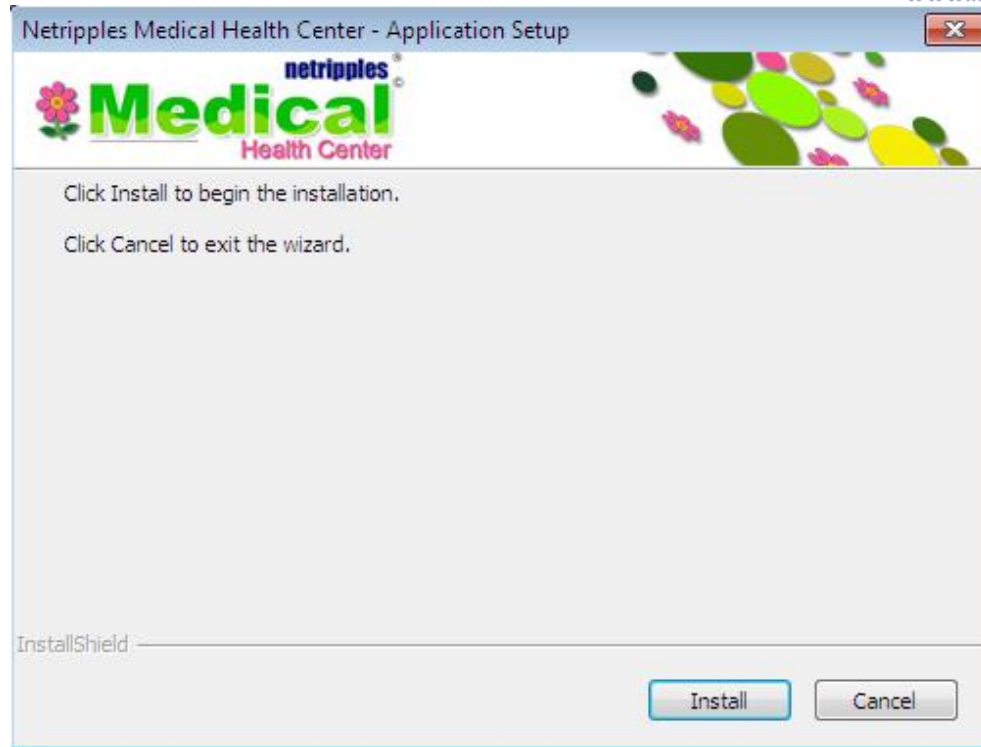 Netripples Medical Health Center - Application Setup
netripples
Medical
Health Center
Click Install to begin the installation.
Click Cancel to exit the wizard.
InstallShield
Install
Cancel